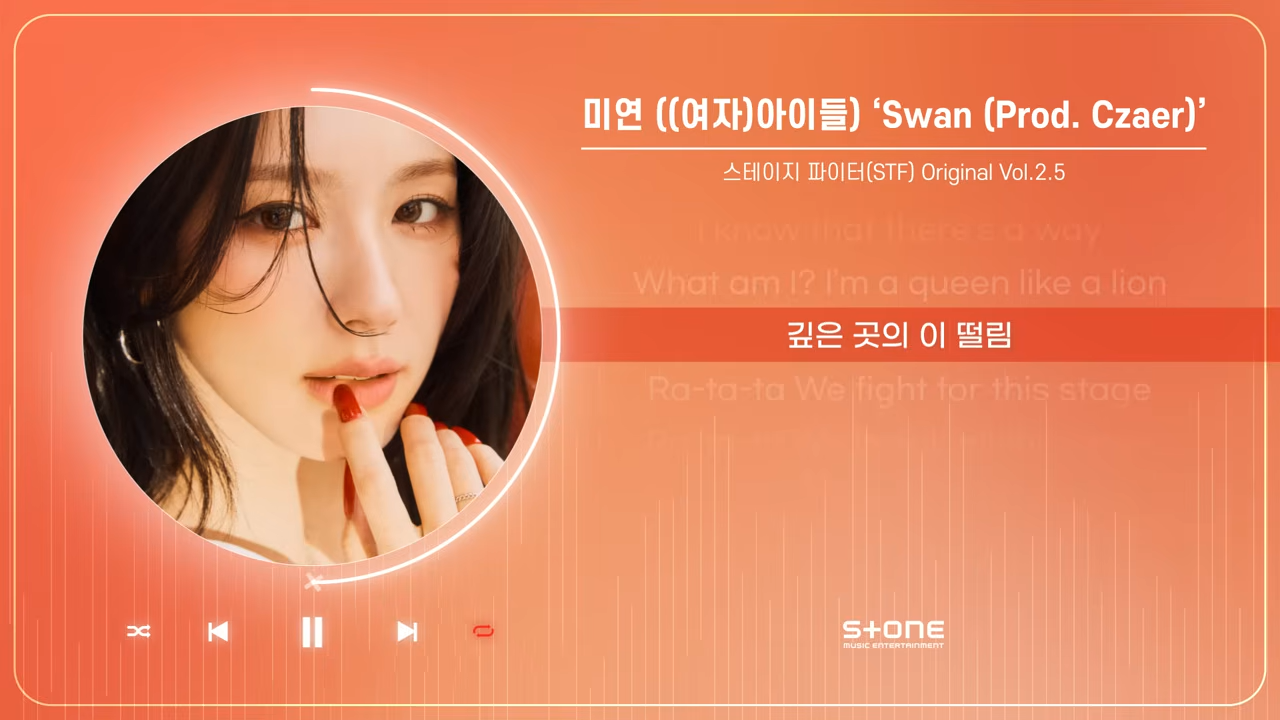 미연 ((여자)아이들) ‘Swan (Prod. Czaer)’
스테이지 파이터(STF) Original Vol.2.5
I know that there's a way
What am I? I'm a queen like a lion
깊은 곳의 이 떨림
Ra-ta-ta We fight for this stage
STONE
MUSIC ENTERTAINMENT